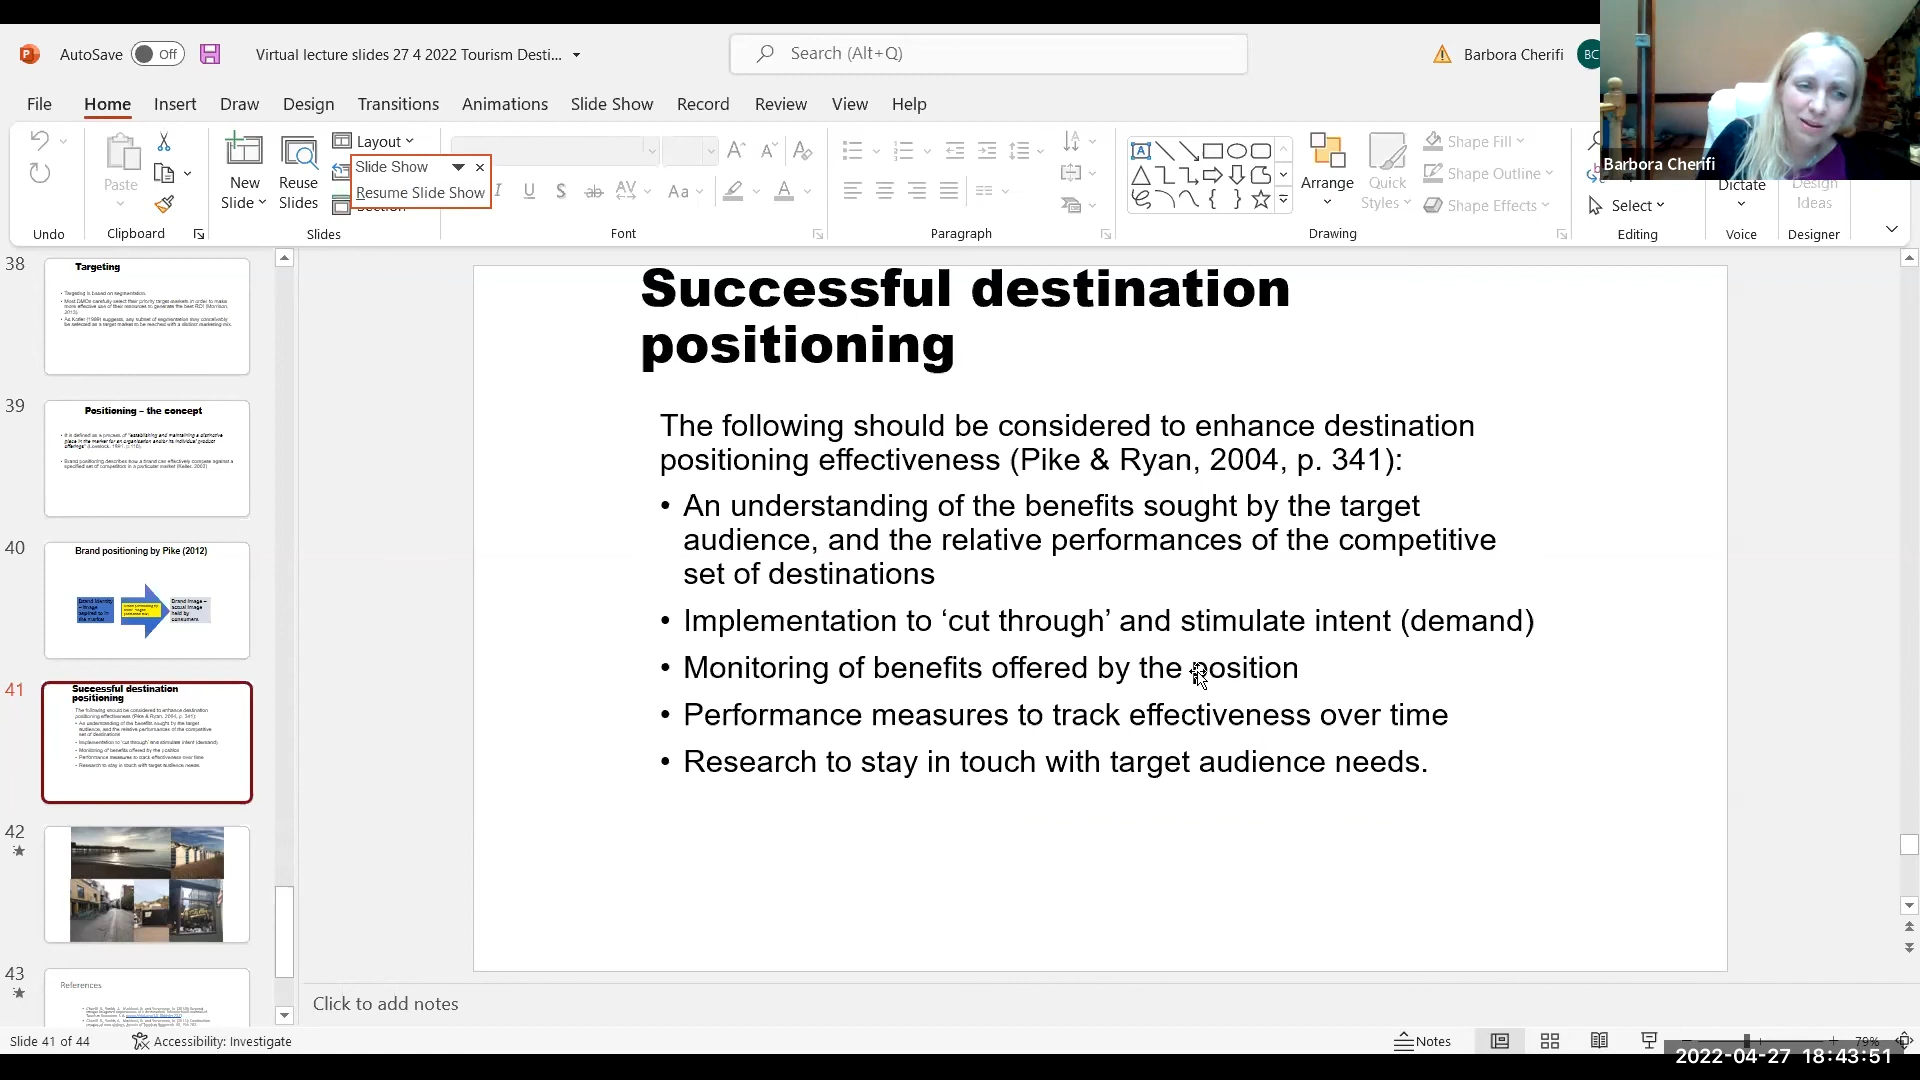 AutoSave Off
Virtual lecture slides 27 4 2022 Tourism Desti...
Search (Alt+Q)
Barbora Cherifi
BC
File Home Insert Draw Design Transitions Animations Slide Show Record Review View Help
Paste
New Slide
Reuse Slides
Layout
Slide Show
Resume Slide Show
Arrange
Quick Styles
Shape Fill
Shape Outline
Shape Effects
Select
Dictate
Design Ideas
Barbora Cherifi
Undo Clipboard Slides Font Paragraph Drawing Editing Voice Designer
38
Targeting
39
Positioning – the concept
40
Brand positioning by Pike (2012)
41
Successful destination
positioning
42
43
References
Successful destination
positioning
The following should be considered to enhance destination
positioning effectiveness (Pike & Ryan, 2004, p. 341):
• An understanding of the benefits sought by the target
audience, and the relative performances of the competitive
set of destinations
• Implementation to ‘cut through’ and stimulate intent (demand)
• Monitoring of benefits offered by the position
• Performance measures to track effectiveness over time
• Research to stay in touch with target audience needs.
Click to add notes
Slide 41 of 44
Accessibility: Investigate
Notes
79%
2022-04-27 18:43:51